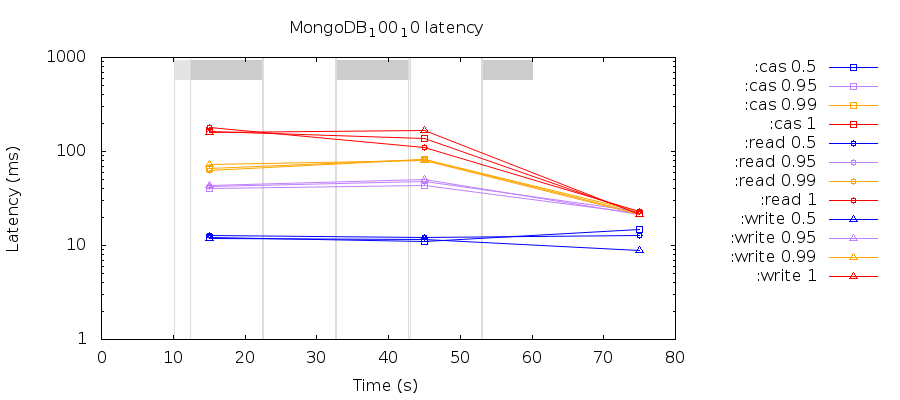 MongoDB₁00₁0 latency
1000
100
10
1
Latency (ms)
0 10 20 30 40 50 60 70 80
Time (s)
:cas 0.5
:cas 0.95
:cas 0.99
:cas 1
:read 0.5
:read 0.95
:read 0.99
:read 1
:write 0.5
:write 0.95
:write 0.99
:write 1